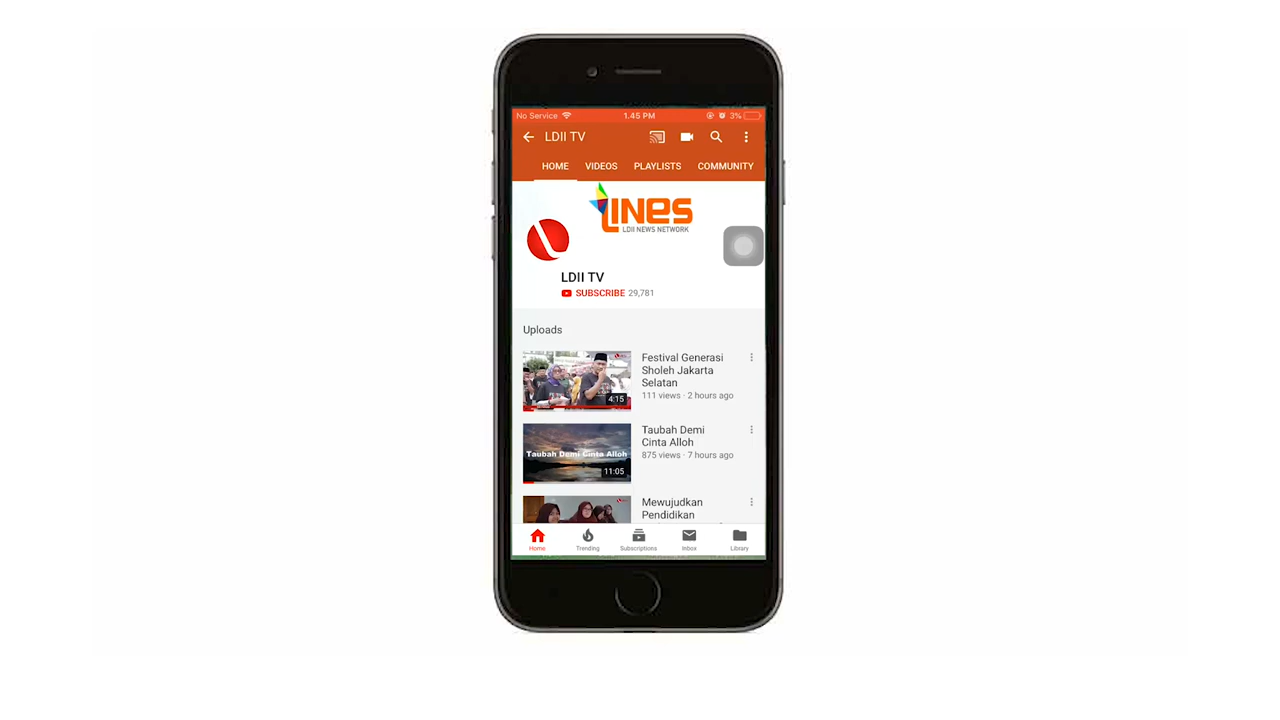 No Service 1.45 PM 3%
LDII TV
HOME VIDEOS PLAYLISTS COMMUNITY
LINES
LDII NEWS NETWORK
LDII TV
SUBSCRIBE 29,781
Uploads
Festival Generasi
Sholeh Jakarta
Selatan
111 views · 2 hours ago
4:15
Taubah Demi
Cinta Alloh
875 views · 7 hours ago
Taubah Demi Cinta Alloh
11:05
Mewujudkan
Pendidikan
Home Trending Subscriptions Inbox Library